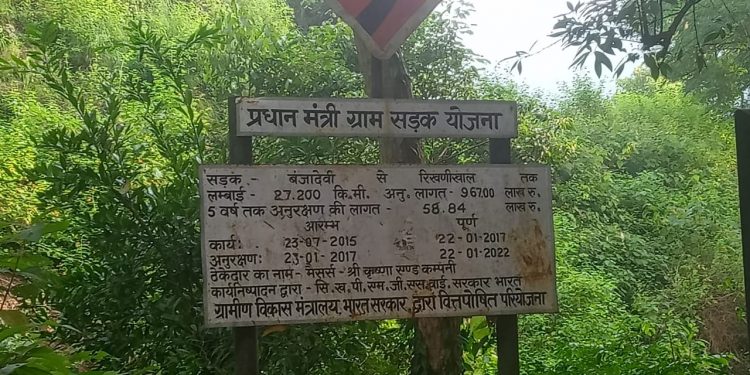 प्रधान मंत्री ग्राम सड़क योजना
सड़क - बंजादेवी से रिखणीखाल तक
लम्बाई - 27.200 कि.मी. अनु. लागत - 967.00 लाख रु.
5 वर्ष तक अनुरक्षण की लागत - 58.84 लाख रु.
आरम्भ पूर्ण
कार्य: 23-07-2015 22-01-2017
अनुरक्षण: 23-01-2017 22-01-2022
ठेकेदार का नाम - मैसर्स - श्री कृष्णा एण्ड कम्पनी
कार्यनिष्पादन द्वारा - सि.ख.पी.एम.जी.एस.वाई. सरकार भारत
ग्रामीण विकास मंत्रालय, भारत सरकार, द्वारा वित्तपोषित परियोजना